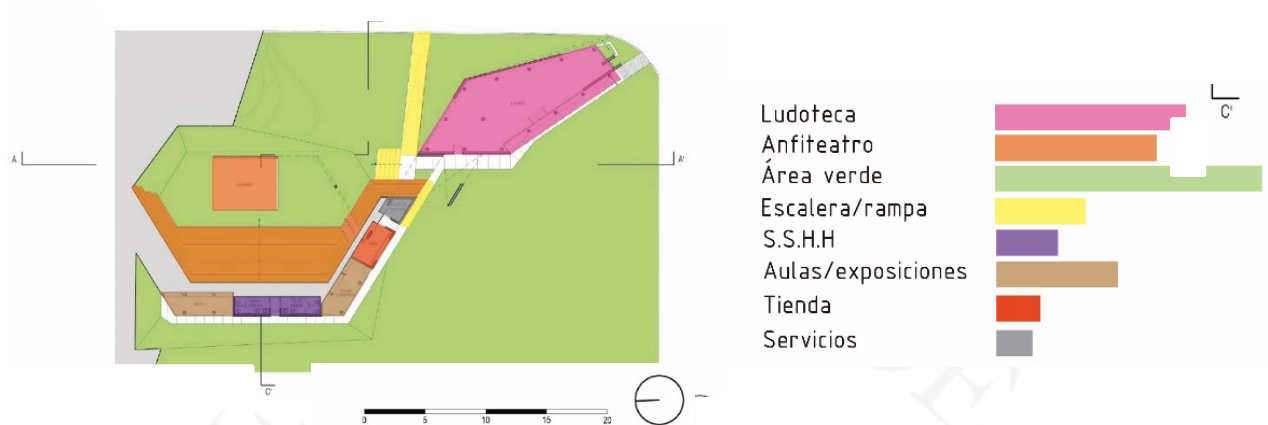 A
A'
C'
0 5 10 15 20
C'
Ludoteca
Anfiteatro
Área verde
Escalera/rampa
S.S.H.H
Aulas/exposiciones
Tienda
Servicios